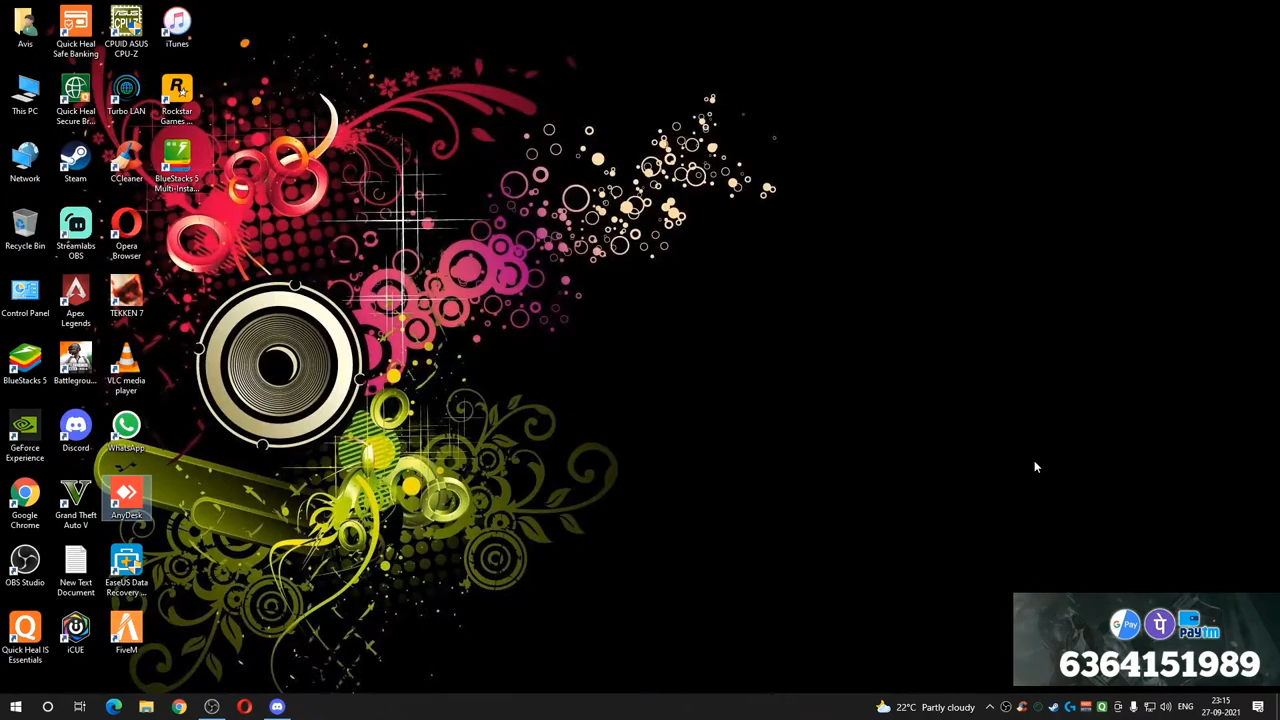 Avis
Quick Heal
Safe Banking
CPUID ASUS
CPU-Z
iTunes
This PC
Quick Heal
Secure Br...
Turbo LAN
Rockstar
Games ...
Network
Steam
CCleaner
BlueStacks 5
Multi-Insta...
Recycle Bin
Streamlabs
OBS
Opera
Browser
Control Panel
Apex
Legends
TEKKEN 7
BlueStacks 5
Battlegrou...
VLC media
player
GeForce
Experience
Discord
WhatsApp
Google
Chrome
Grand Theft
Auto V
AnyDesk
OBS Studio
New Text
Document
EaseUS Data
Recovery ...
Quick Heal IS
Essentials
iCUE
FiveM
G Pay
पे
paytm
6364151989
22°C Partly cloudy
23:15
27-09-2021